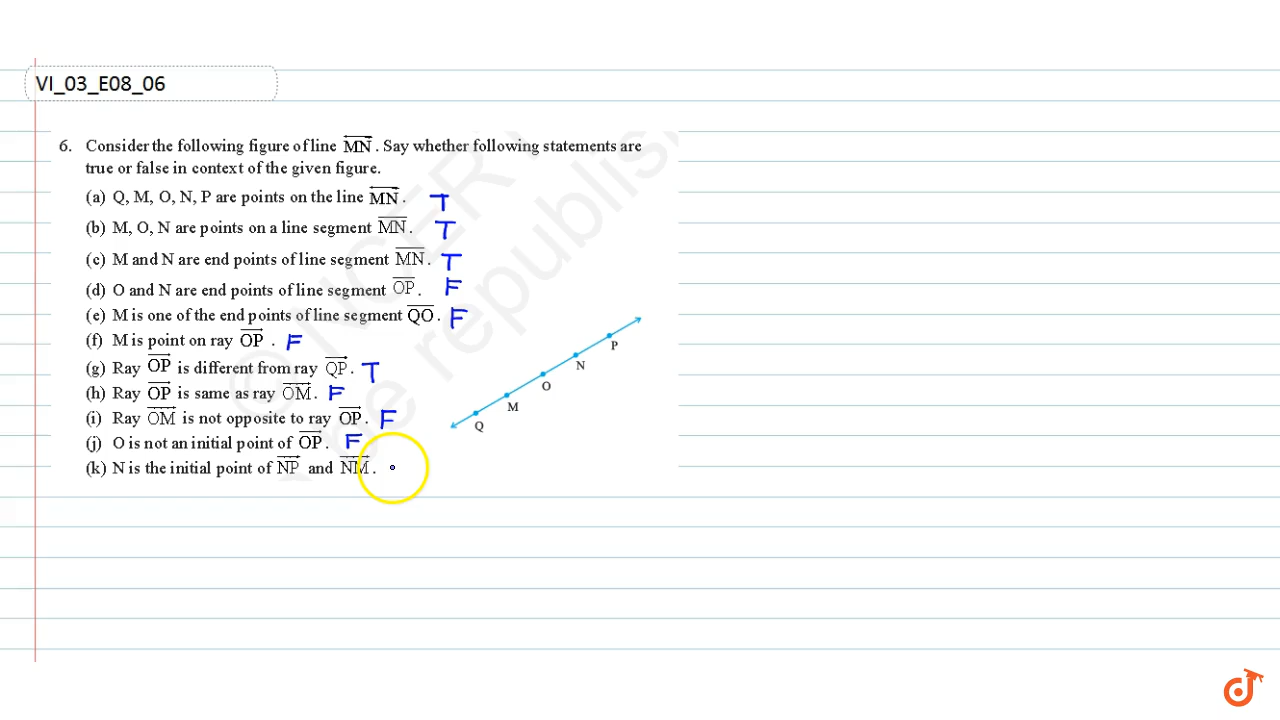 VI_03_E08_06
6. Consider the following figure of line MN. Say whether following statements are
true or false in context of the given figure.
(a) Q, M, O, N, P are points on the line MN. T
(b) M, O, N are points on a line segment MN. T
(c) M and N are end points of line segment MN. T
(d) O and N are end points of line segment OP. F
(e) M is one of the end points of line segment QO. F
(f) M is point on ray OP. F
(g) Ray OP is different from ray QP. T
(h) Ray OP is same as ray OM. F
(i) Ray OM is not opposite to ray OP. F
(j) O is not an initial point of OP. F
(k) N is the initial point of NP and NM.
P
N
O
M
Q
© NCERT
be republis